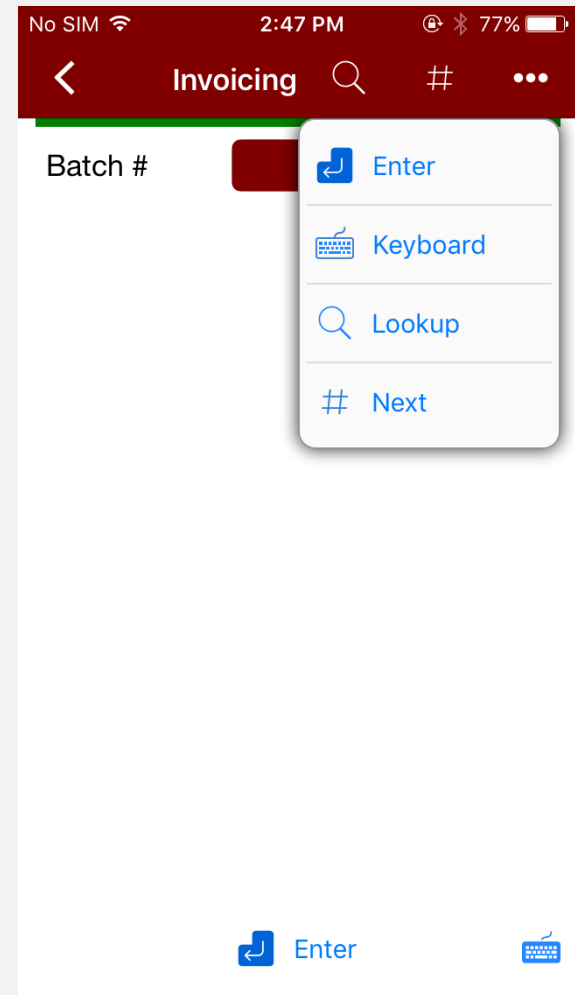 No SIM 2:47 PM 77%
Invoicing # •••
Batch #
Enter
Keyboard
Lookup
# Next
Enter